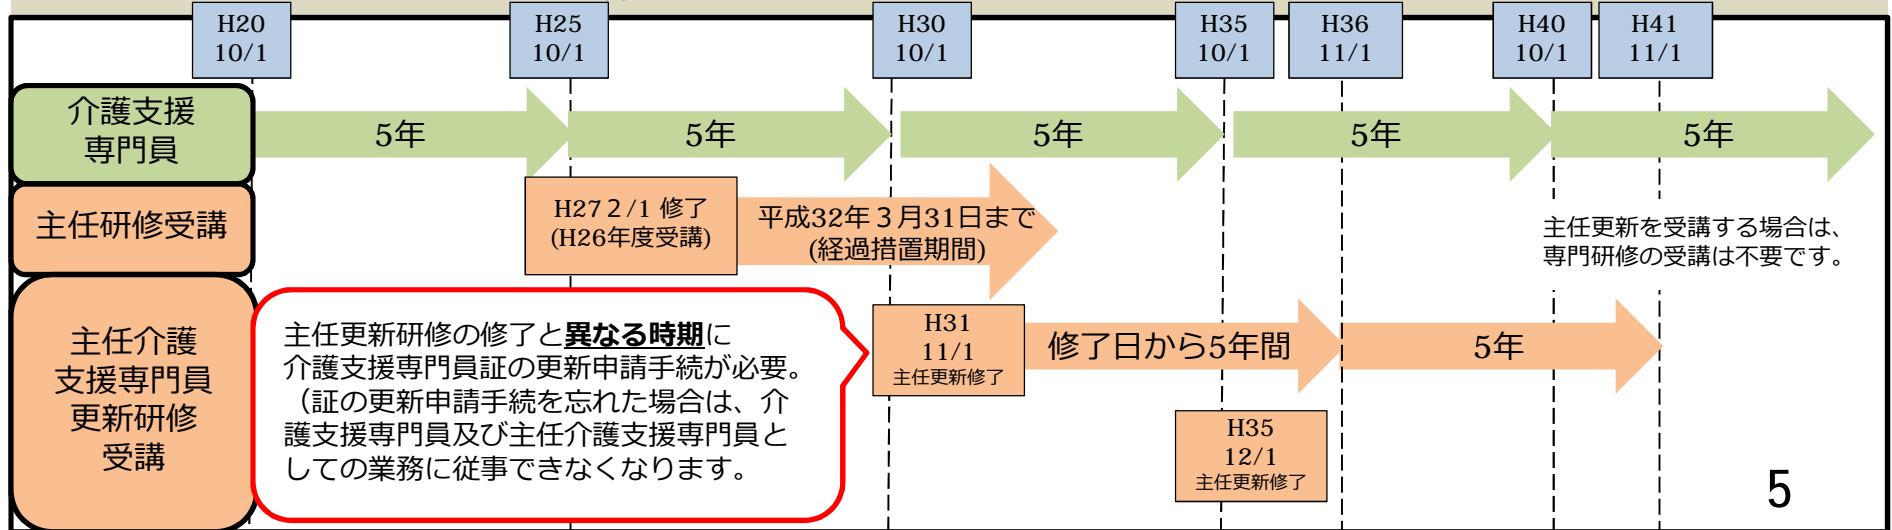 H20
10/1
H25
10/1
H30
10/1
H35
10/1
H36
11/1
H40
10/1
H41
11/1
介護支援
専門員
5年
5年
5年
5年
5年
主任研修受講
H27２/1 修了
(H26年度受講)
平成32年３月31日まで
(経過措置期間)
主任更新を受講する場合は、
専門研修の受講は不要です。
主任介護
支援専門員
更新研修
受講
主任更新研修の修了と異なる時期に
介護支援専門員証の更新申請手続が必要。
（証の更新申請手続を忘れた場合は、介
護支援専門員及び主任介護支援専門員と
しての業務に従事できなくなります。
H31
11/1
主任更新修了
修了日から5年間
5年
H35
12/1
主任更新修了
5